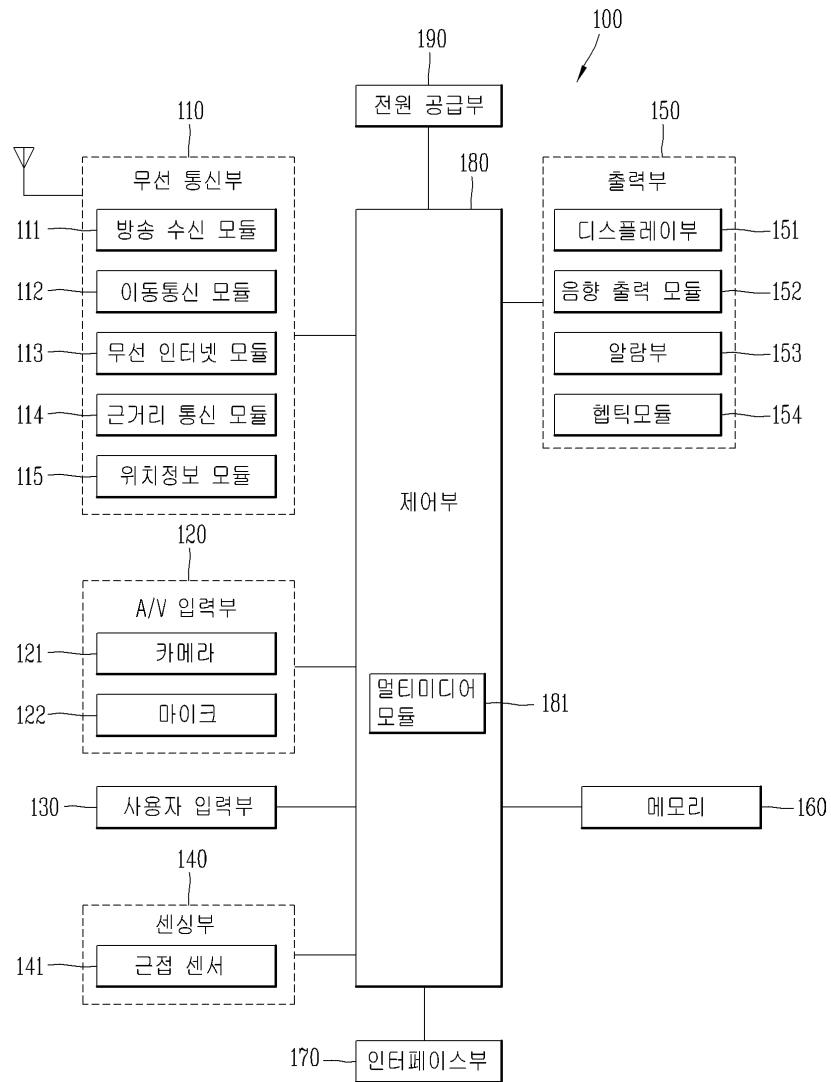 100
190
전원 공급부
110
무선 통신부
111 방송 수신 모듈
112 이동통신 모듈
113 무선 인터넷 모듈
114 근거리 통신 모듈
115 위치정보 모듈
120
A/V 입력부
121 카메라
122 마이크
130 사용자 입력부
140
센싱부
141 근접 센서
180
제어부
멀티미디어
모듈 181
150
출력부
디스플레이부 151
음향 출력 모듈 152
알람부 153
헵틱모듈 154
메모리 160
170 인터페이스부